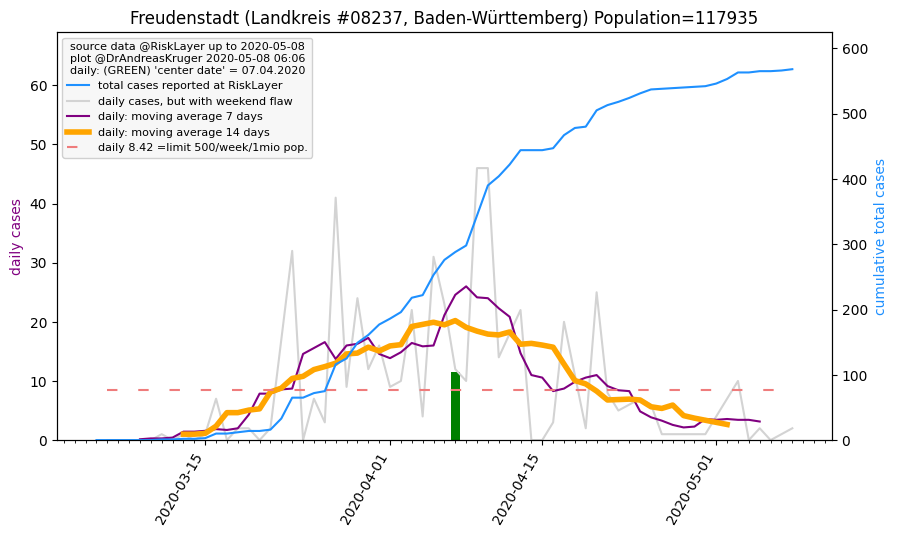 Freudenstadt (Landkreis #08237, Baden-Württemberg) Population=117935
source data @RiskLayer up to 2020-05-08
plot @DrAndreasKruger 2020-05-08 06:06
daily: (GREEN) 'center date' = 07.04.2020
total cases reported at RiskLayer
daily cases, but with weekend flaw
daily: moving average 7 days
daily: moving average 14 days
daily 8.42 =limit 500/week/1mio pop.
daily cases
60
50
40
30
20
10
0
600
500
400
300
200
100
0
cumulative total cases
2020-03-15
2020-04-01
2020-04-15
2020-05-01